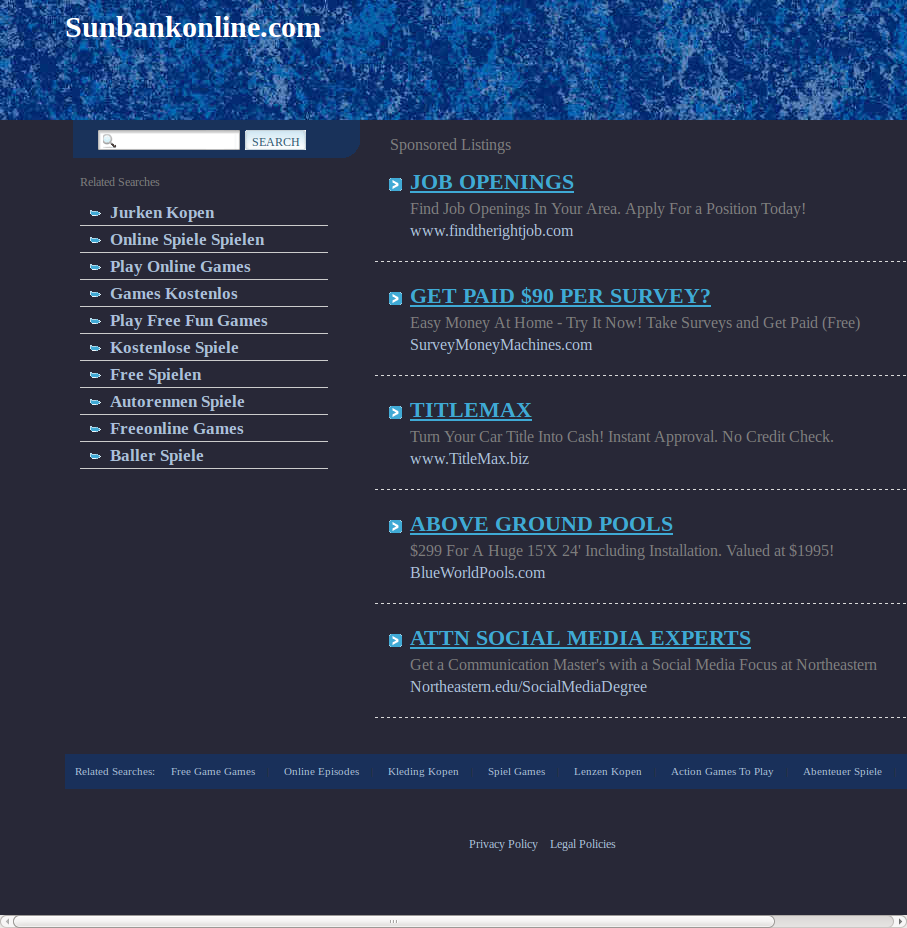 Sunbankonline.com
SEARCH
Related Searches
Jurken Kopen
Online Spiele Spielen
Play Online Games
Games Kostenlos
Play Free Fun Games
Kostenlose Spiele
Free Spielen
Autorennen Spiele
Freeonline Games
Baller Spiele
Sponsored Listings
JOB OPENINGS
Find Job Openings In Your Area. Apply For a Position Today!
www.findtherightjob.com
GET PAID $90 PER SURVEY?
Easy Money At Home - Try It Now! Take Surveys and Get Paid (Free)
SurveyMoneyMachines.com
TITLEMAX
Turn Your Car Title Into Cash! Instant Approval. No Credit Check.
www.TitleMax.biz
ABOVE GROUND POOLS
$299 For A Huge 15'X 24' Including Installation. Valued at $1995!
BlueWorldPools.com
ATTN SOCIAL MEDIA EXPERTS
Get a Communication Master's with a Social Media Focus at Northeastern
Northeastern.edu/SocialMediaDegree
Related Searches: Free Game Games Online Episodes Kleding Kopen Spiel Games Lenzen Kopen Action Games To Play Abenteuer Spiele
Privacy Policy Legal Policies